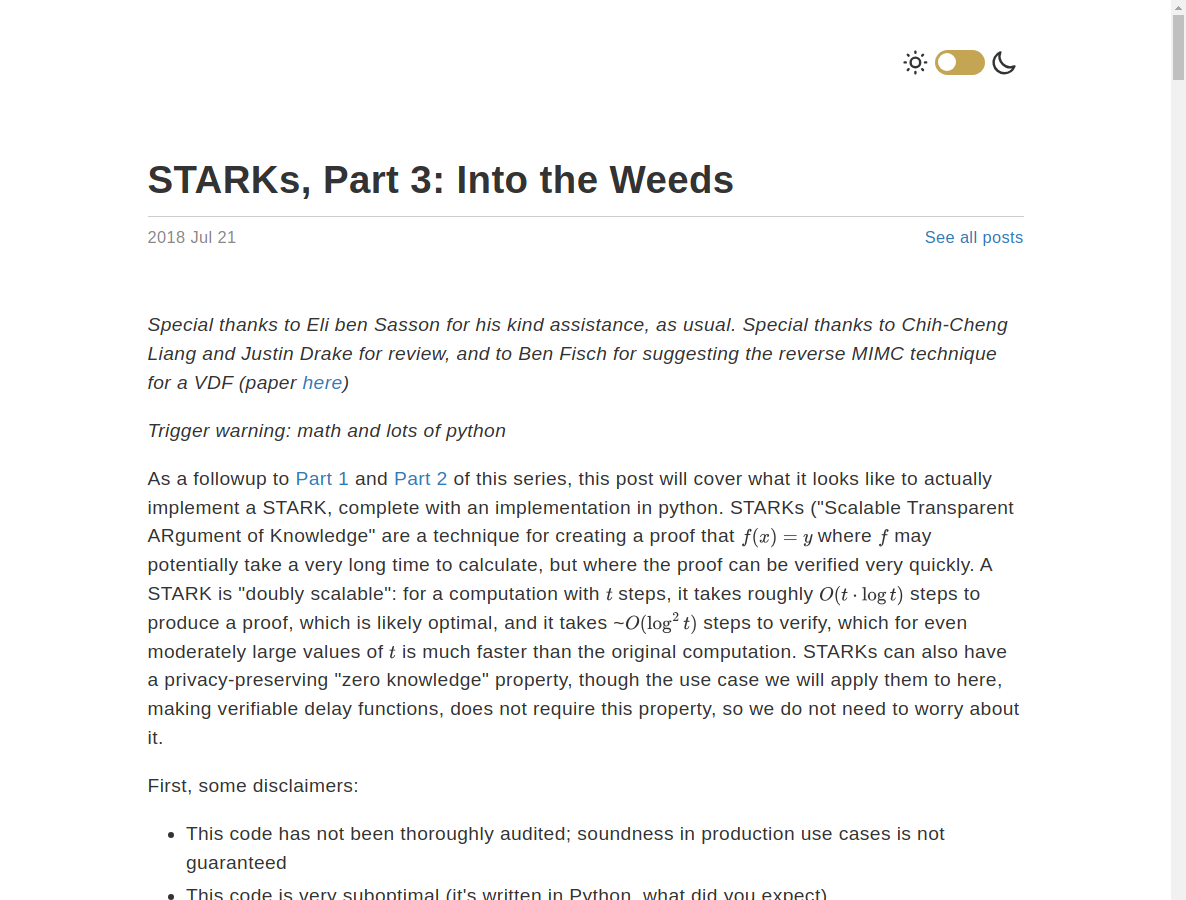 STARKs, Part 3: Into the Weeds
2018 Jul 21 See all posts
Special thanks to Eli ben Sasson for his kind assistance, as usual. Special thanks to Chih-Cheng
Liang and Justin Drake for review, and to Ben Fisch for suggesting the reverse MIMC technique
for a VDF (paper here)
Trigger warning: math and lots of python
As a followup to Part 1 and Part 2 of this series, this post will cover what it looks like to actually
implement a STARK, complete with an implementation in python. STARKs ("Scalable Transparent
ARgument of Knowledge" are a technique for creating a proof that f(x) = y where f may
potentially take a very long time to calculate, but where the proof can be verified very quickly. A
STARK is "doubly scalable": for a computation with t steps, it takes roughly O(t · log t) steps to
produce a proof, which is likely optimal, and it takes ~O(log² t) steps to verify, which for even
moderately large values of t is much faster than the original computation. STARKs can also have
a privacy-preserving "zero knowledge" property, though the use case we will apply them to here,
making verifiable delay functions, does not require this property, so we do not need to worry about
it.
First, some disclaimers:
• This code has not been thoroughly audited; soundness in production use cases is not
guaranteed
• This code is very suboptimal (it's written in Python, what did you expect)